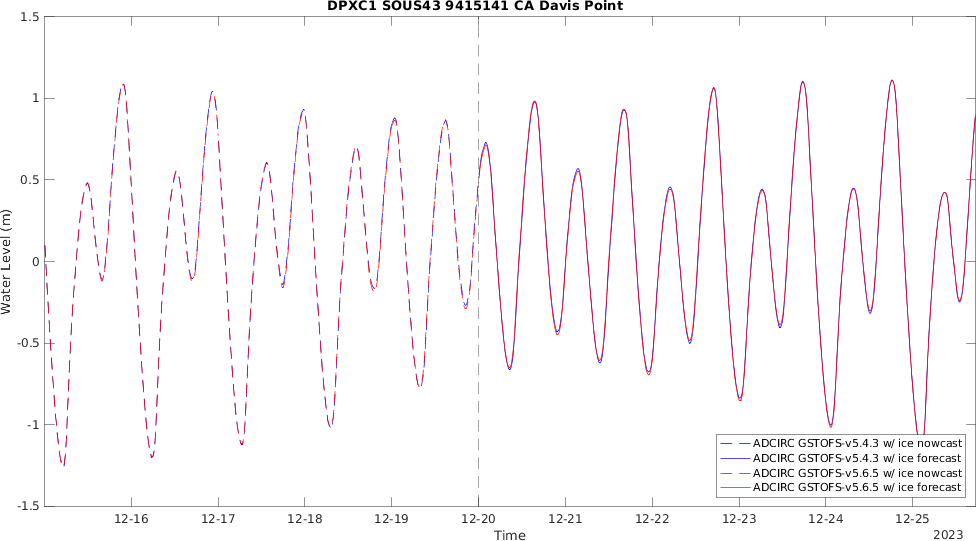 DPXC1 SOUS43 9415141 CA Davis Point
1.5
1
0.5
0
-0.5
-1
-1.5
Water Level (m)
12-16 12-17 12-18 12-19 12-20 12-21 12-22 12-23 12-24 12-25
Time
2023
ADCIRC GSTOFS-v5.4.3 w/ ice nowcast
ADCIRC GSTOFS-v5.4.3 w/ ice forecast
ADCIRC GSTOFS-v5.6.5 w/ ice nowcast
ADCIRC GSTOFS-v5.6.5 w/ ice forecast